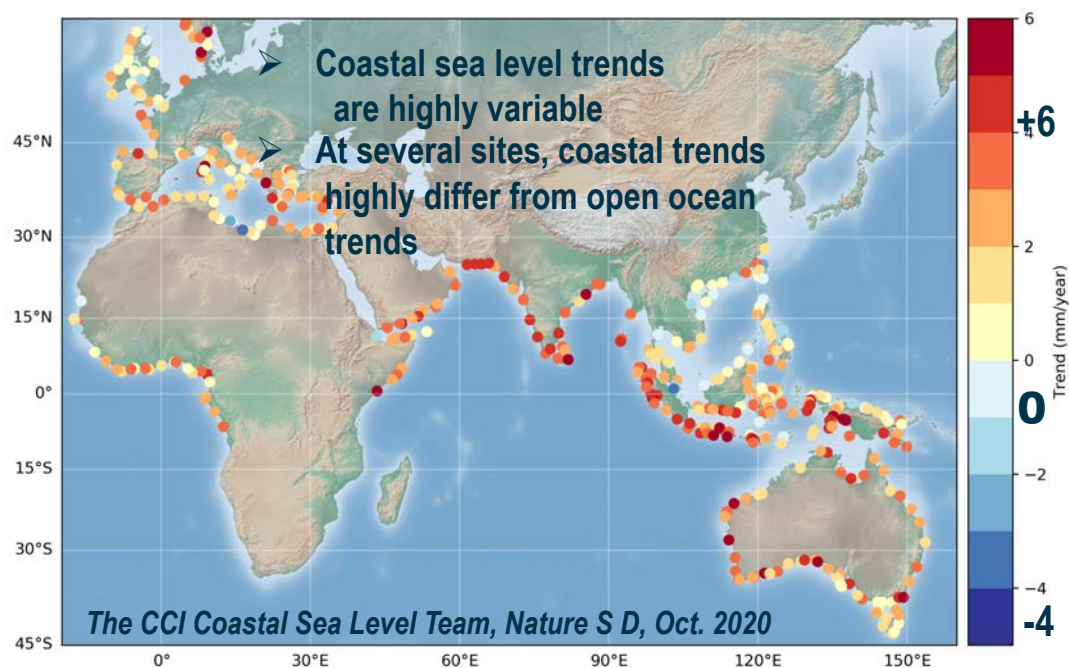 ➢ Coastal sea level trends
are highly variable
➢ At several sites, coastal trends
highly differ from open ocean
trends
45°N
30°N
15°N
0°
15°S
30°S
45°S
0°
30°E
60°E
90°E
120°E
150°E
The CCI Coastal Sea Level Team, Nature S D, Oct. 2020
6
4
2
0
−2
−4
Trend (mm/year)
+6
0
-4